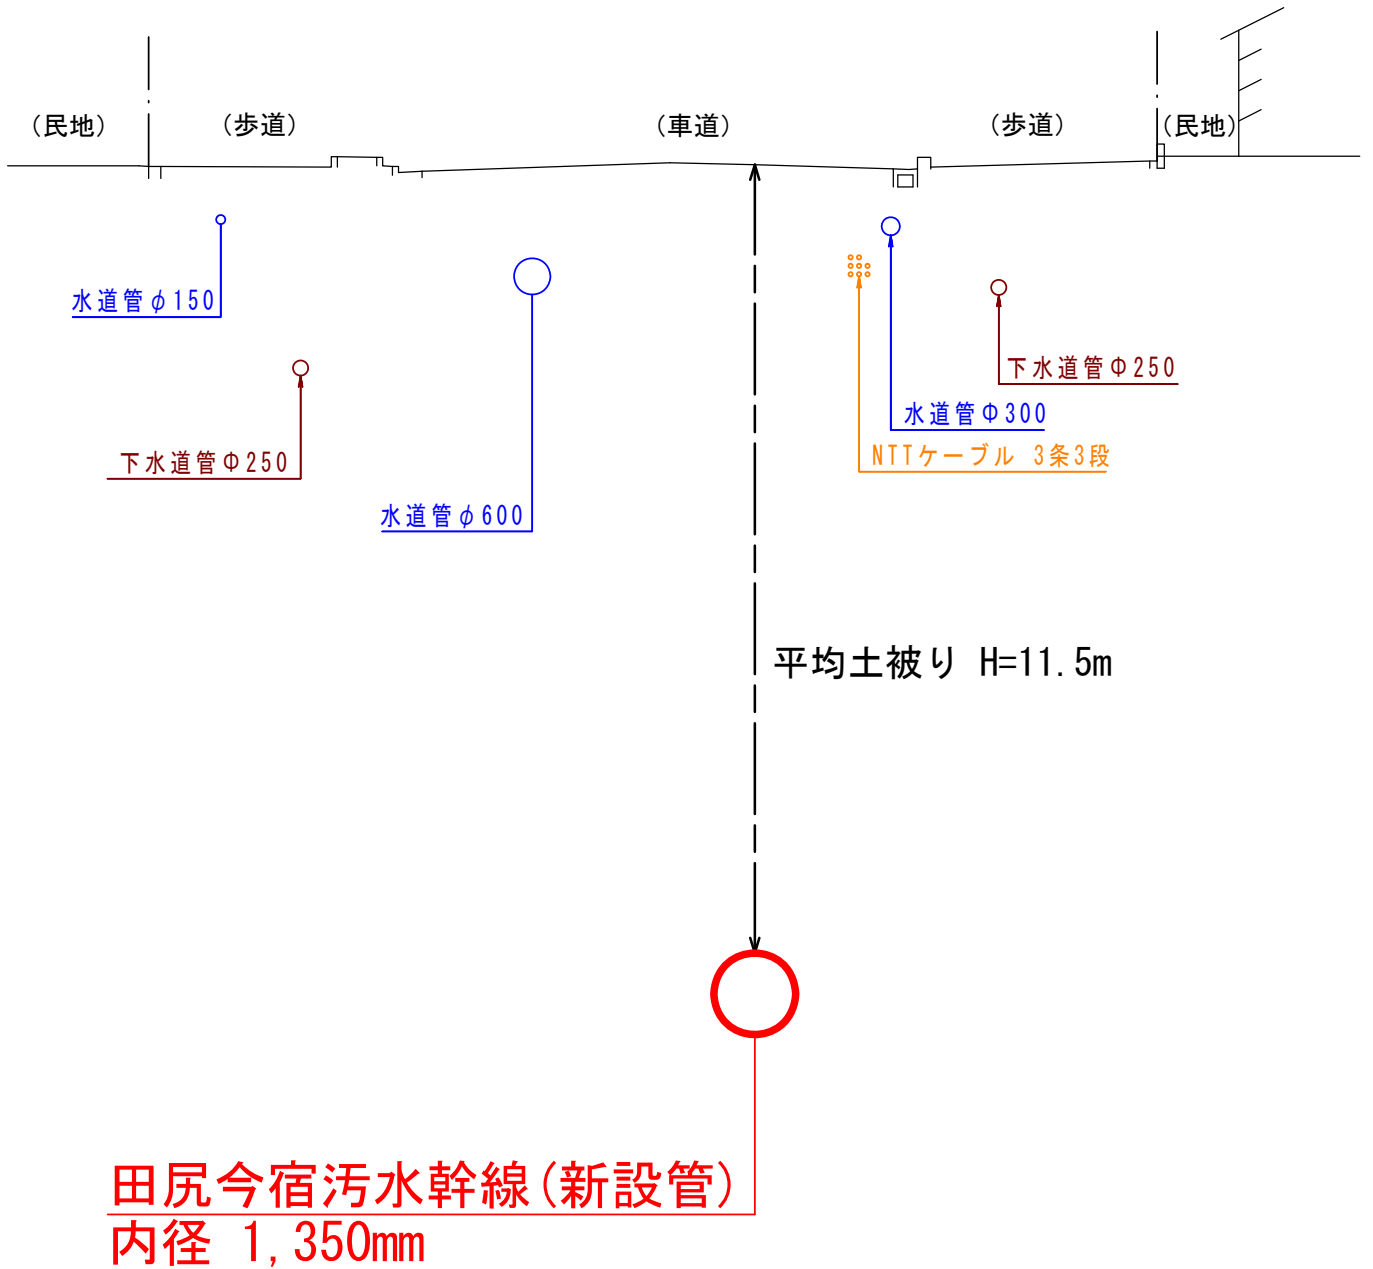 (民地)
(歩道)
(車道)
(歩道)
(民地)
水道管φ150
下水道管Φ250
水道管Φ300
NTTケーブル 3条3段
下水道管Φ250
水道管φ600
平均土被り H=11.5m
田尻今宿汚水幹線(新設管)
内径 1,350mm